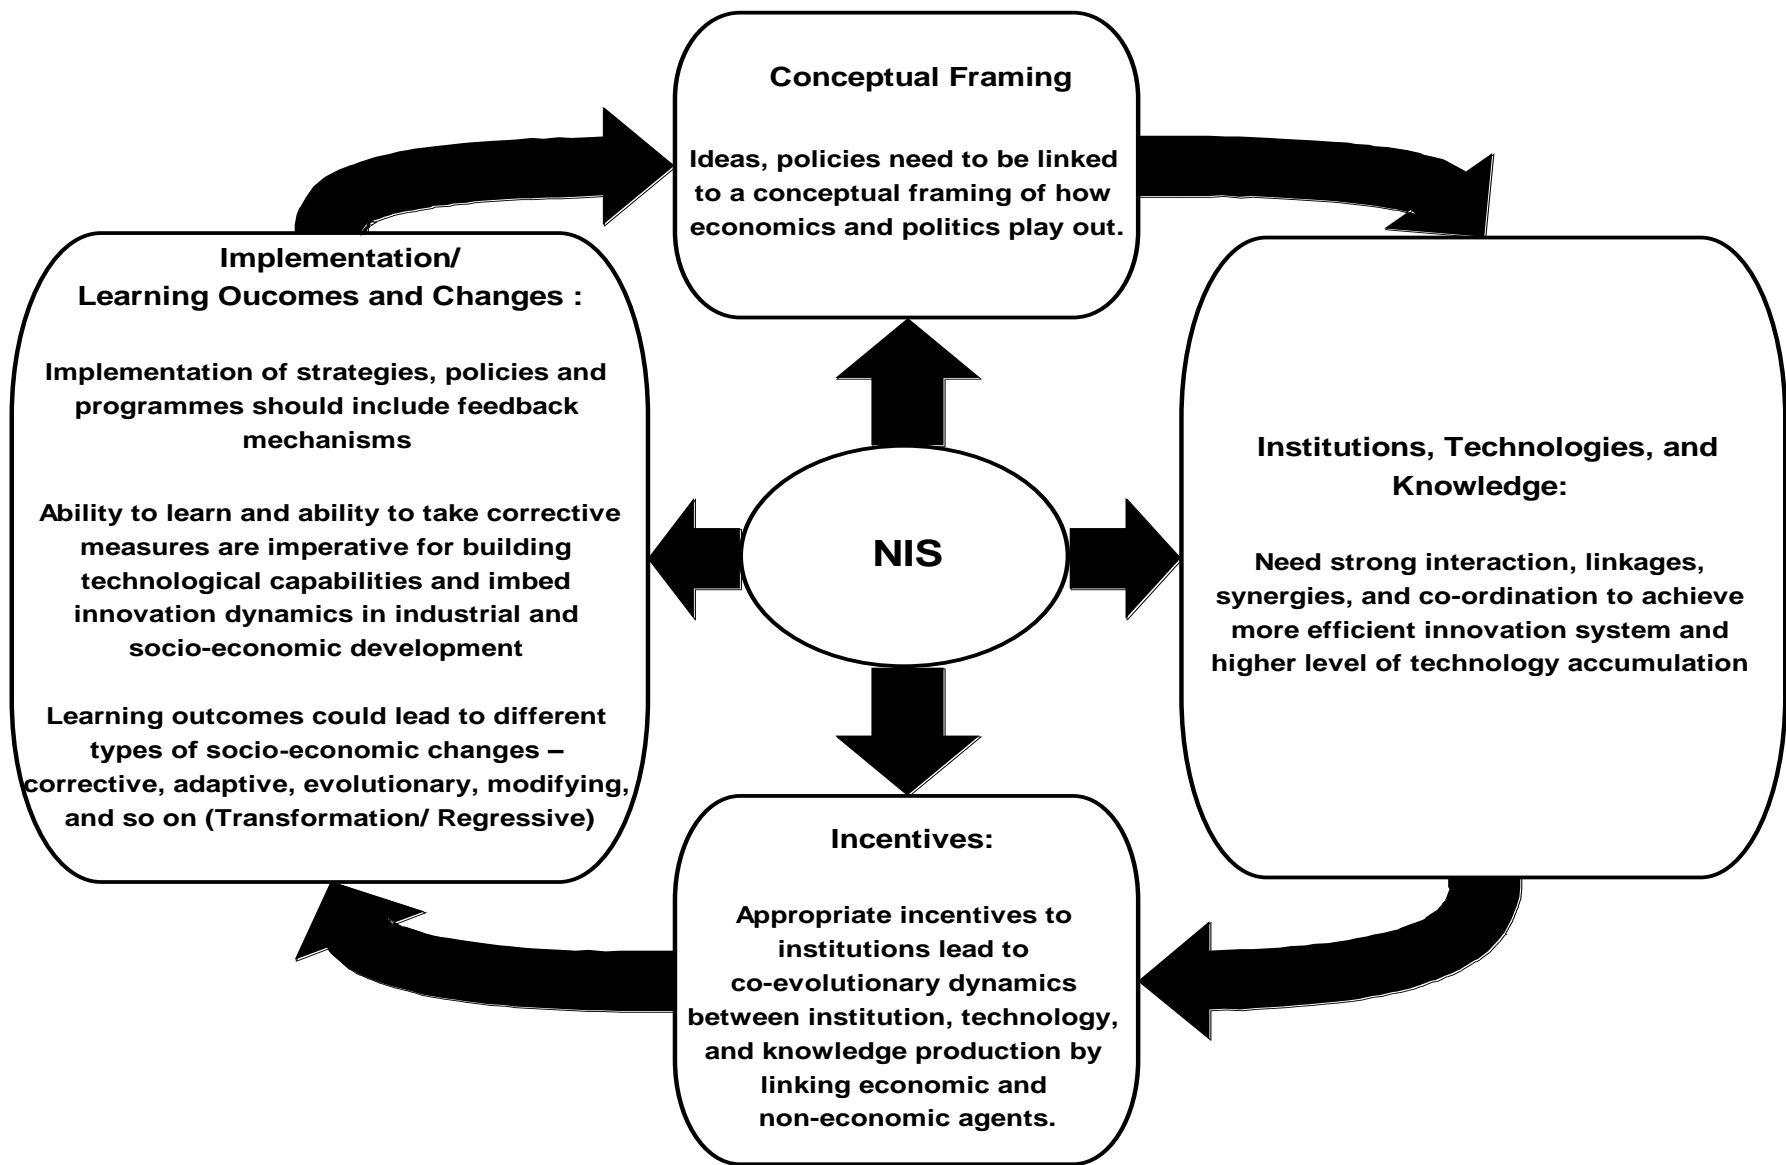 Conceptual Framing
Ideas, policies need to be linked
to a conceptual framing of how
economics and politics play out.
Implementation/
Learning Oucomes and Changes :
Implementation of strategies, policies and
programmes should include feedback
mechanisms
Ability to learn and ability to take corrective
measures are imperative for building
technological capabilities and imbed
innovation dynamics in industrial and
socio-economic development
Learning outcomes could lead to different
types of socio-economic changes –
corrective, adaptive, evolutionary, modifying,
and so on (Transformation/ Regressive)
NIS
Institutions, Technologies, and
Knowledge:
Need strong interaction, linkages,
synergies, and co-ordination to achieve
more efficient innovation system and
higher level of technology accumulation
Incentives:
Appropriate incentives to
institutions lead to
co-evolutionary dynamics
between institution, technology,
and knowledge production by
linking economic and
non-economic agents.